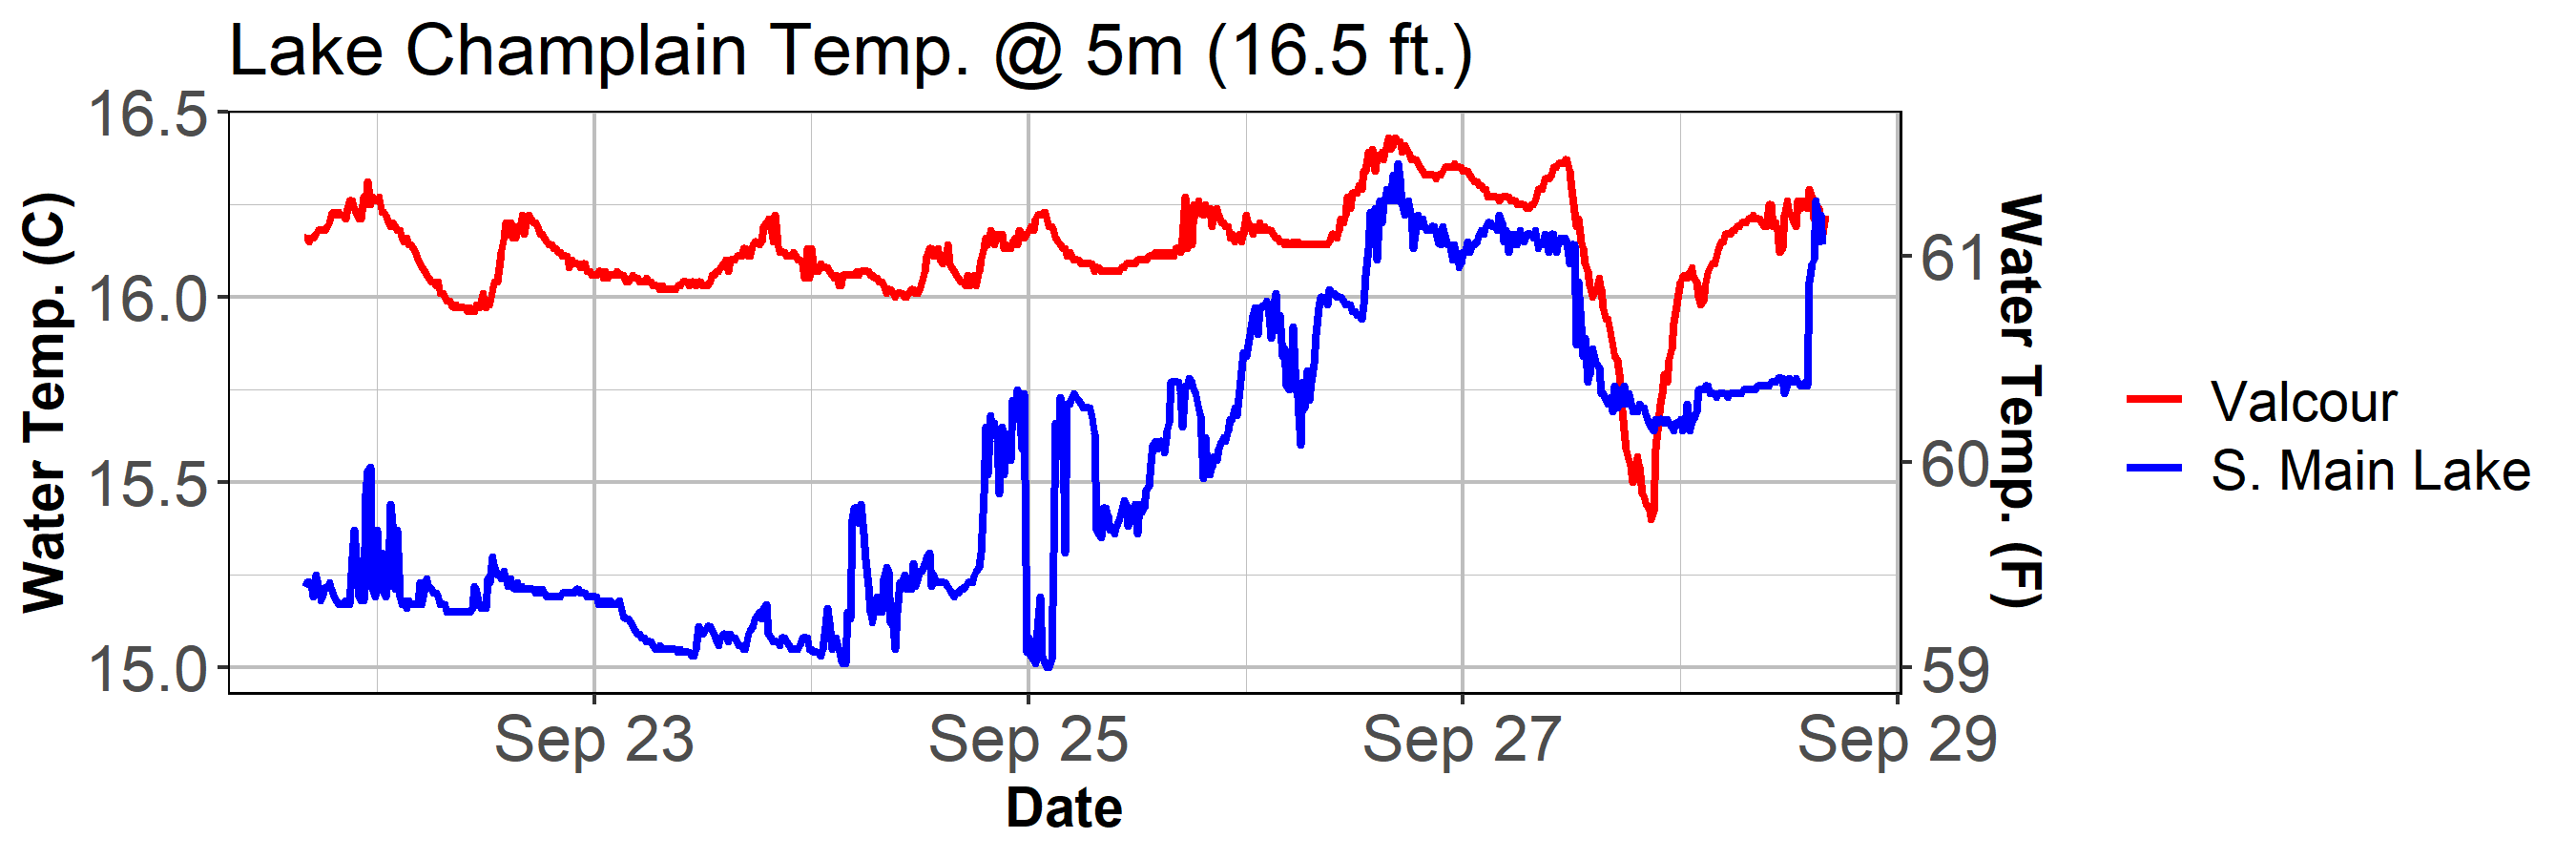 Lake Champlain Temp. @ 5m (16.5 ft.)
Water Temp. (C)
16.5
16.0
15.5
15.0
61
60
59
Water Temp. (F)
Sep 23
Sep 25
Sep 27
Sep 29
Date
Valcour
S. Main Lake